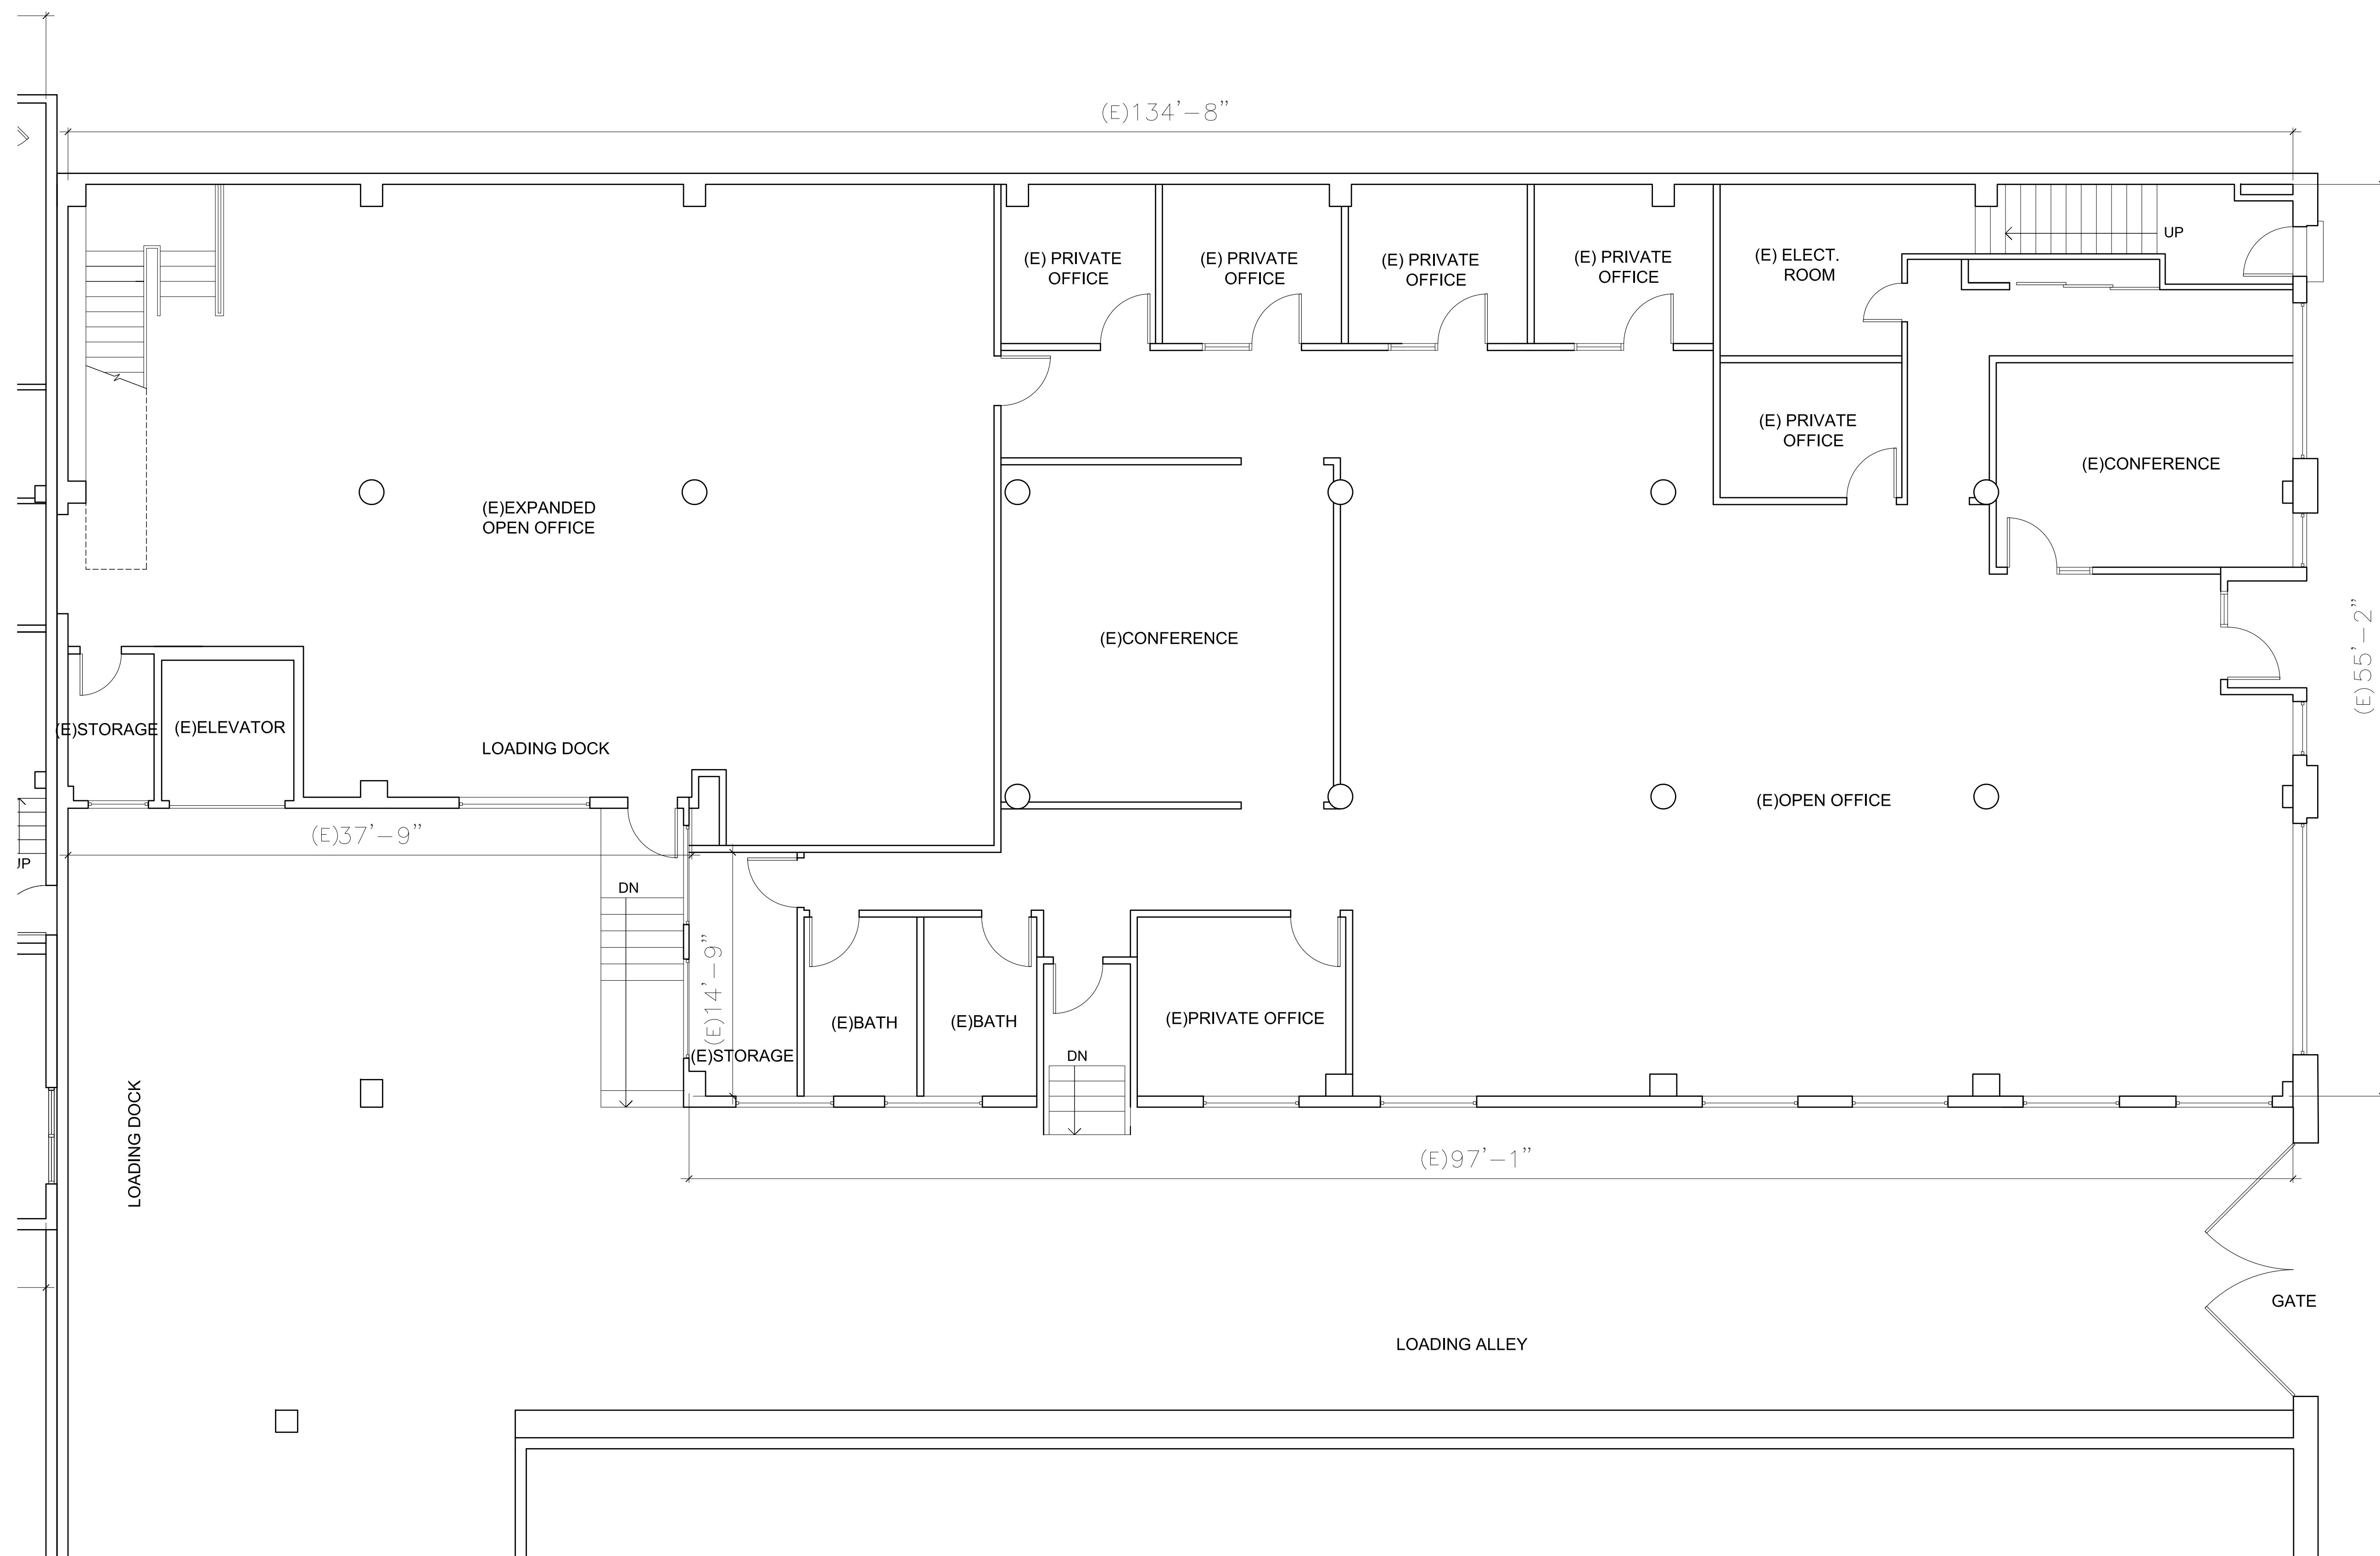 (E)134'-8"
UP
(E) PRIVATE
OFFICE
(E) PRIVATE
OFFICE
(E) PRIVATE
OFFICE
(E) PRIVATE
OFFICE
(E) ELECT.
ROOM
(E) PRIVATE
OFFICE
(E)CONFERENCE
(E)EXPANDED
OPEN OFFICE
(E)CONFERENCE
(E)55'-2"
(E)STORAGE
(E)ELEVATOR
LOADING DOCK
(E)OPEN OFFICE
(E)37'-9"
UP
DN
(E)14'-9"
(E)BATH
(E)BATH
(E)PRIVATE OFFICE
(E)STORAGE
DN
LOADING DOCK
(E)97'-1"
GATE
LOADING ALLEY